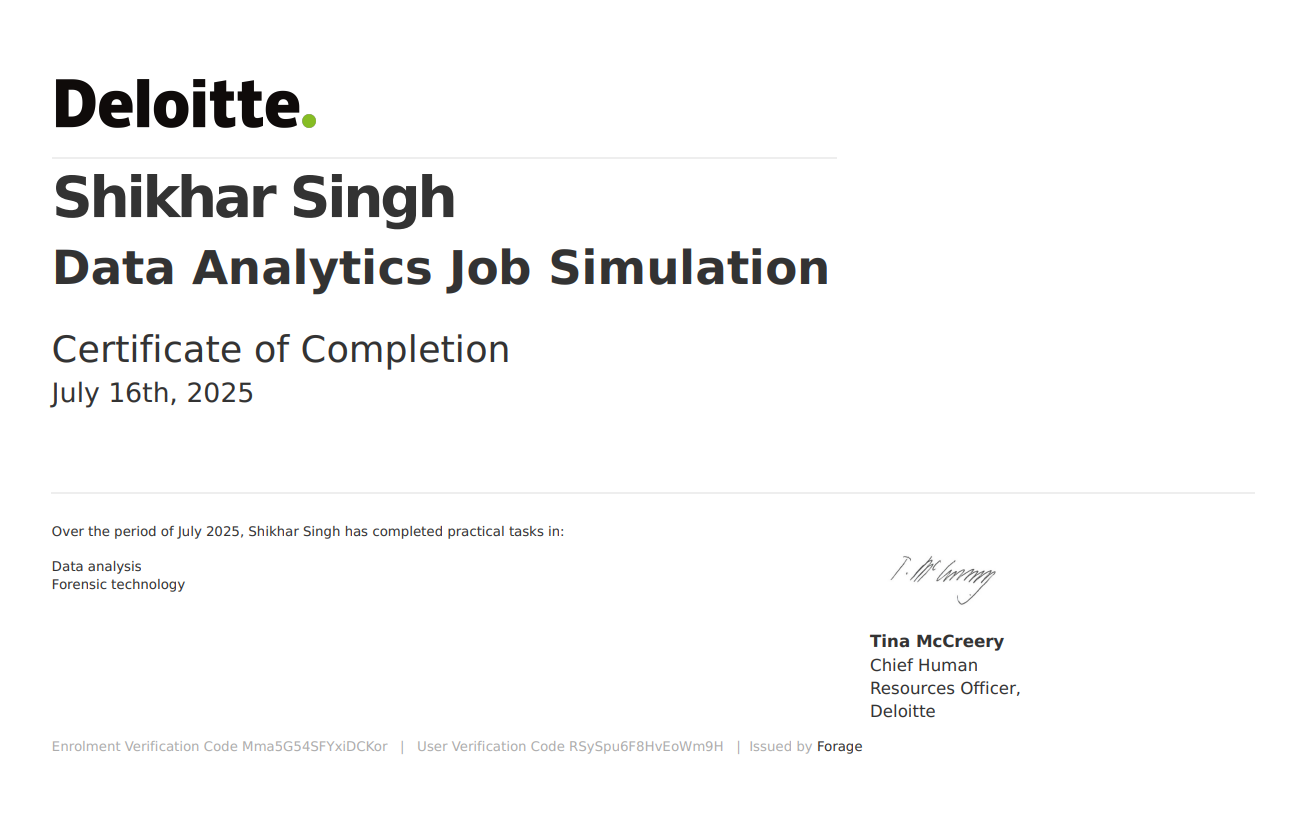 Deloitte.
Shikhar Singh
Data Analytics Job Simulation
Certificate of Completion
July 16th, 2025
Over the period of July 2025, Shikhar Singh has completed practical tasks in:
Data analysis
Forensic technology
T. McCreery
Tina McCreery
Chief Human
Resources Officer,
Deloitte
Enrolment Verification Code Mma5G54SFYxiDCKor | User Verification Code RSySpu6F8HvEoWm9H | Issued by Forage